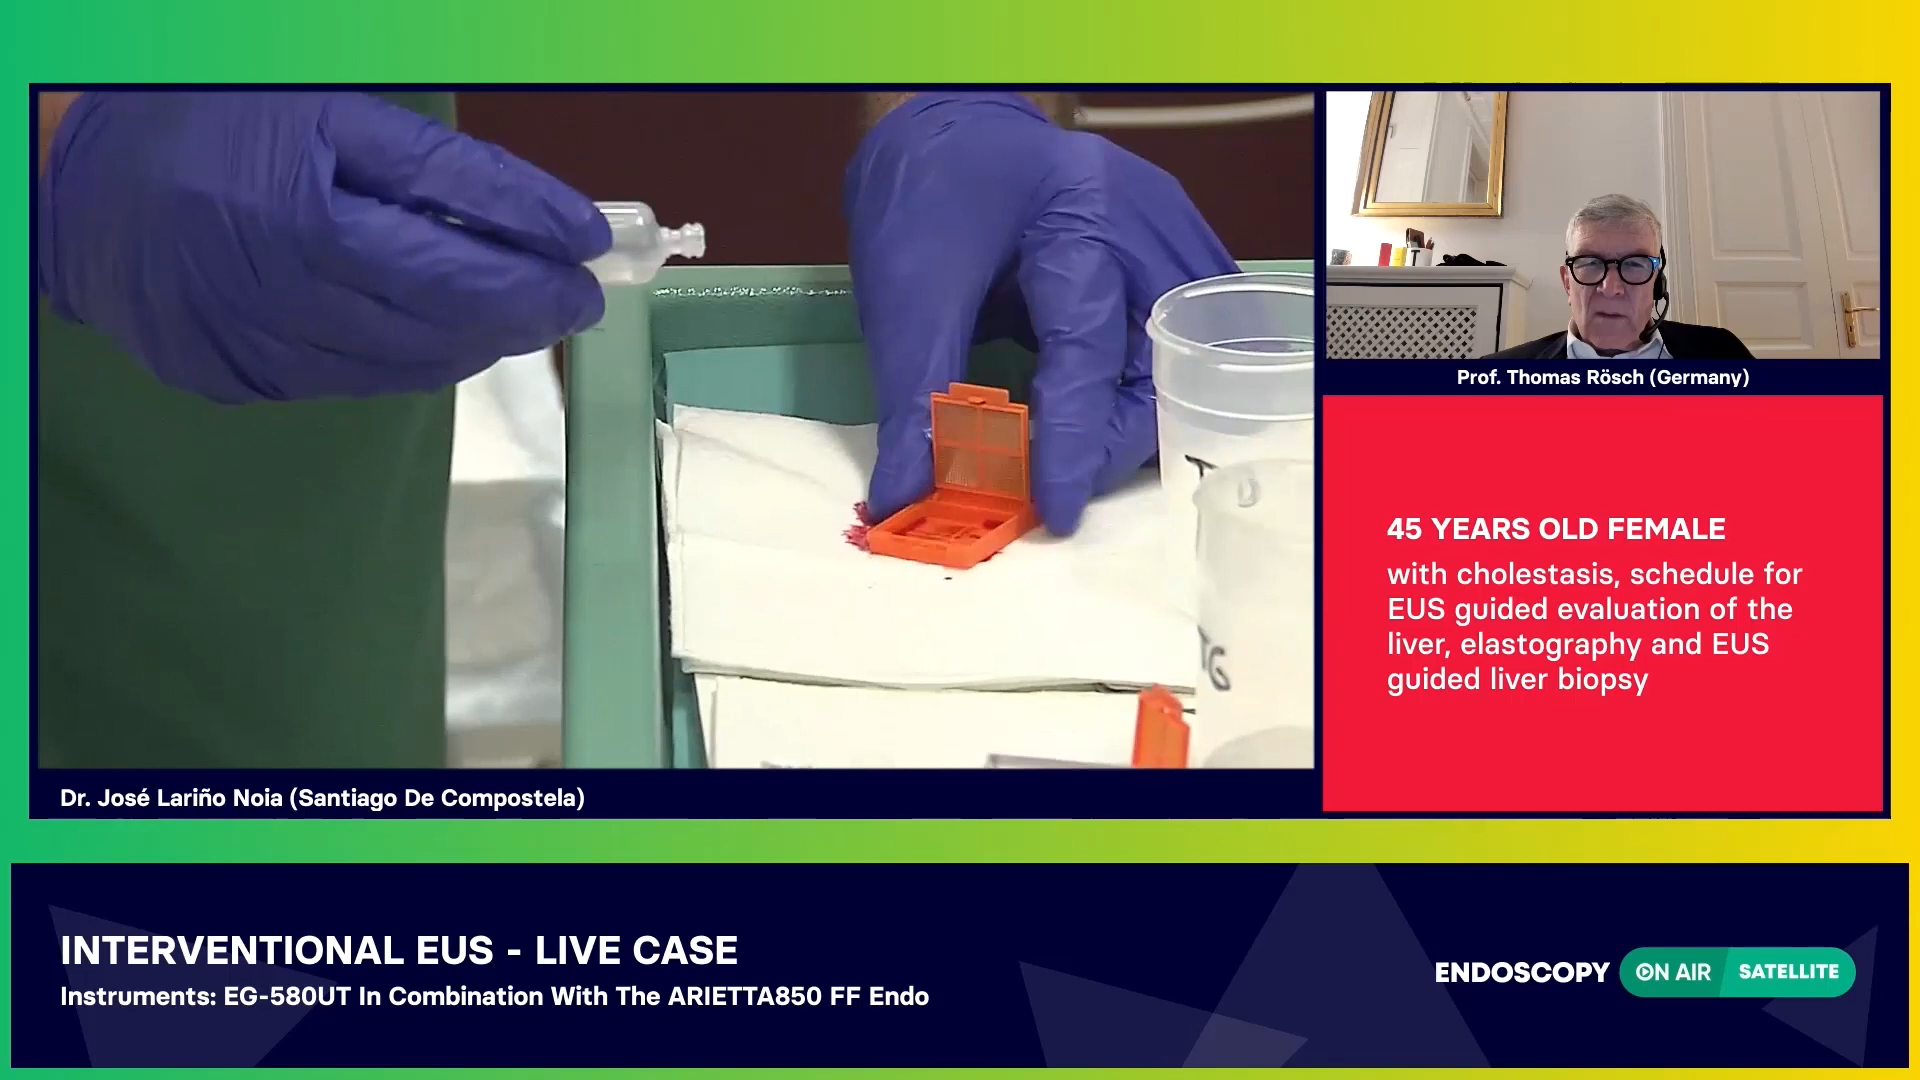 Prof. Thomas Rösch (Germany)
45 YEARS OLD FEMALE
with cholestasis, schedule for
EUS guided evaluation of the
liver, elastography and EUS
guided liver biopsy
Dr. José Lariño Noia (Santiago De Compostela)
INTERVENTIONAL EUS - LIVE CASE
Instruments: EG-580UT In Combination With The ARIETTA850 FF Endo
ENDOSCOPY ON AIR SATELLITE